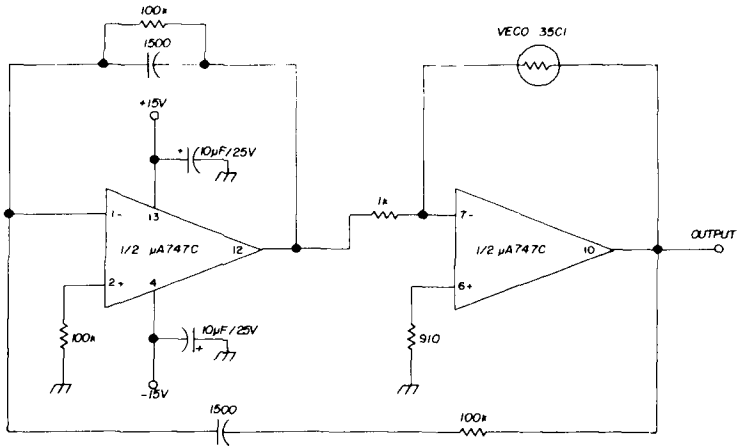 100k
1500
VECO 35C1
+15V
+
10µF/25V
1k
1-
13
1/2 µA747C
12
2+
4
7-
1/2 µA747C
10
6+
OUTPUT
100k
10µF/25V
+
910
-15V
1500
100k